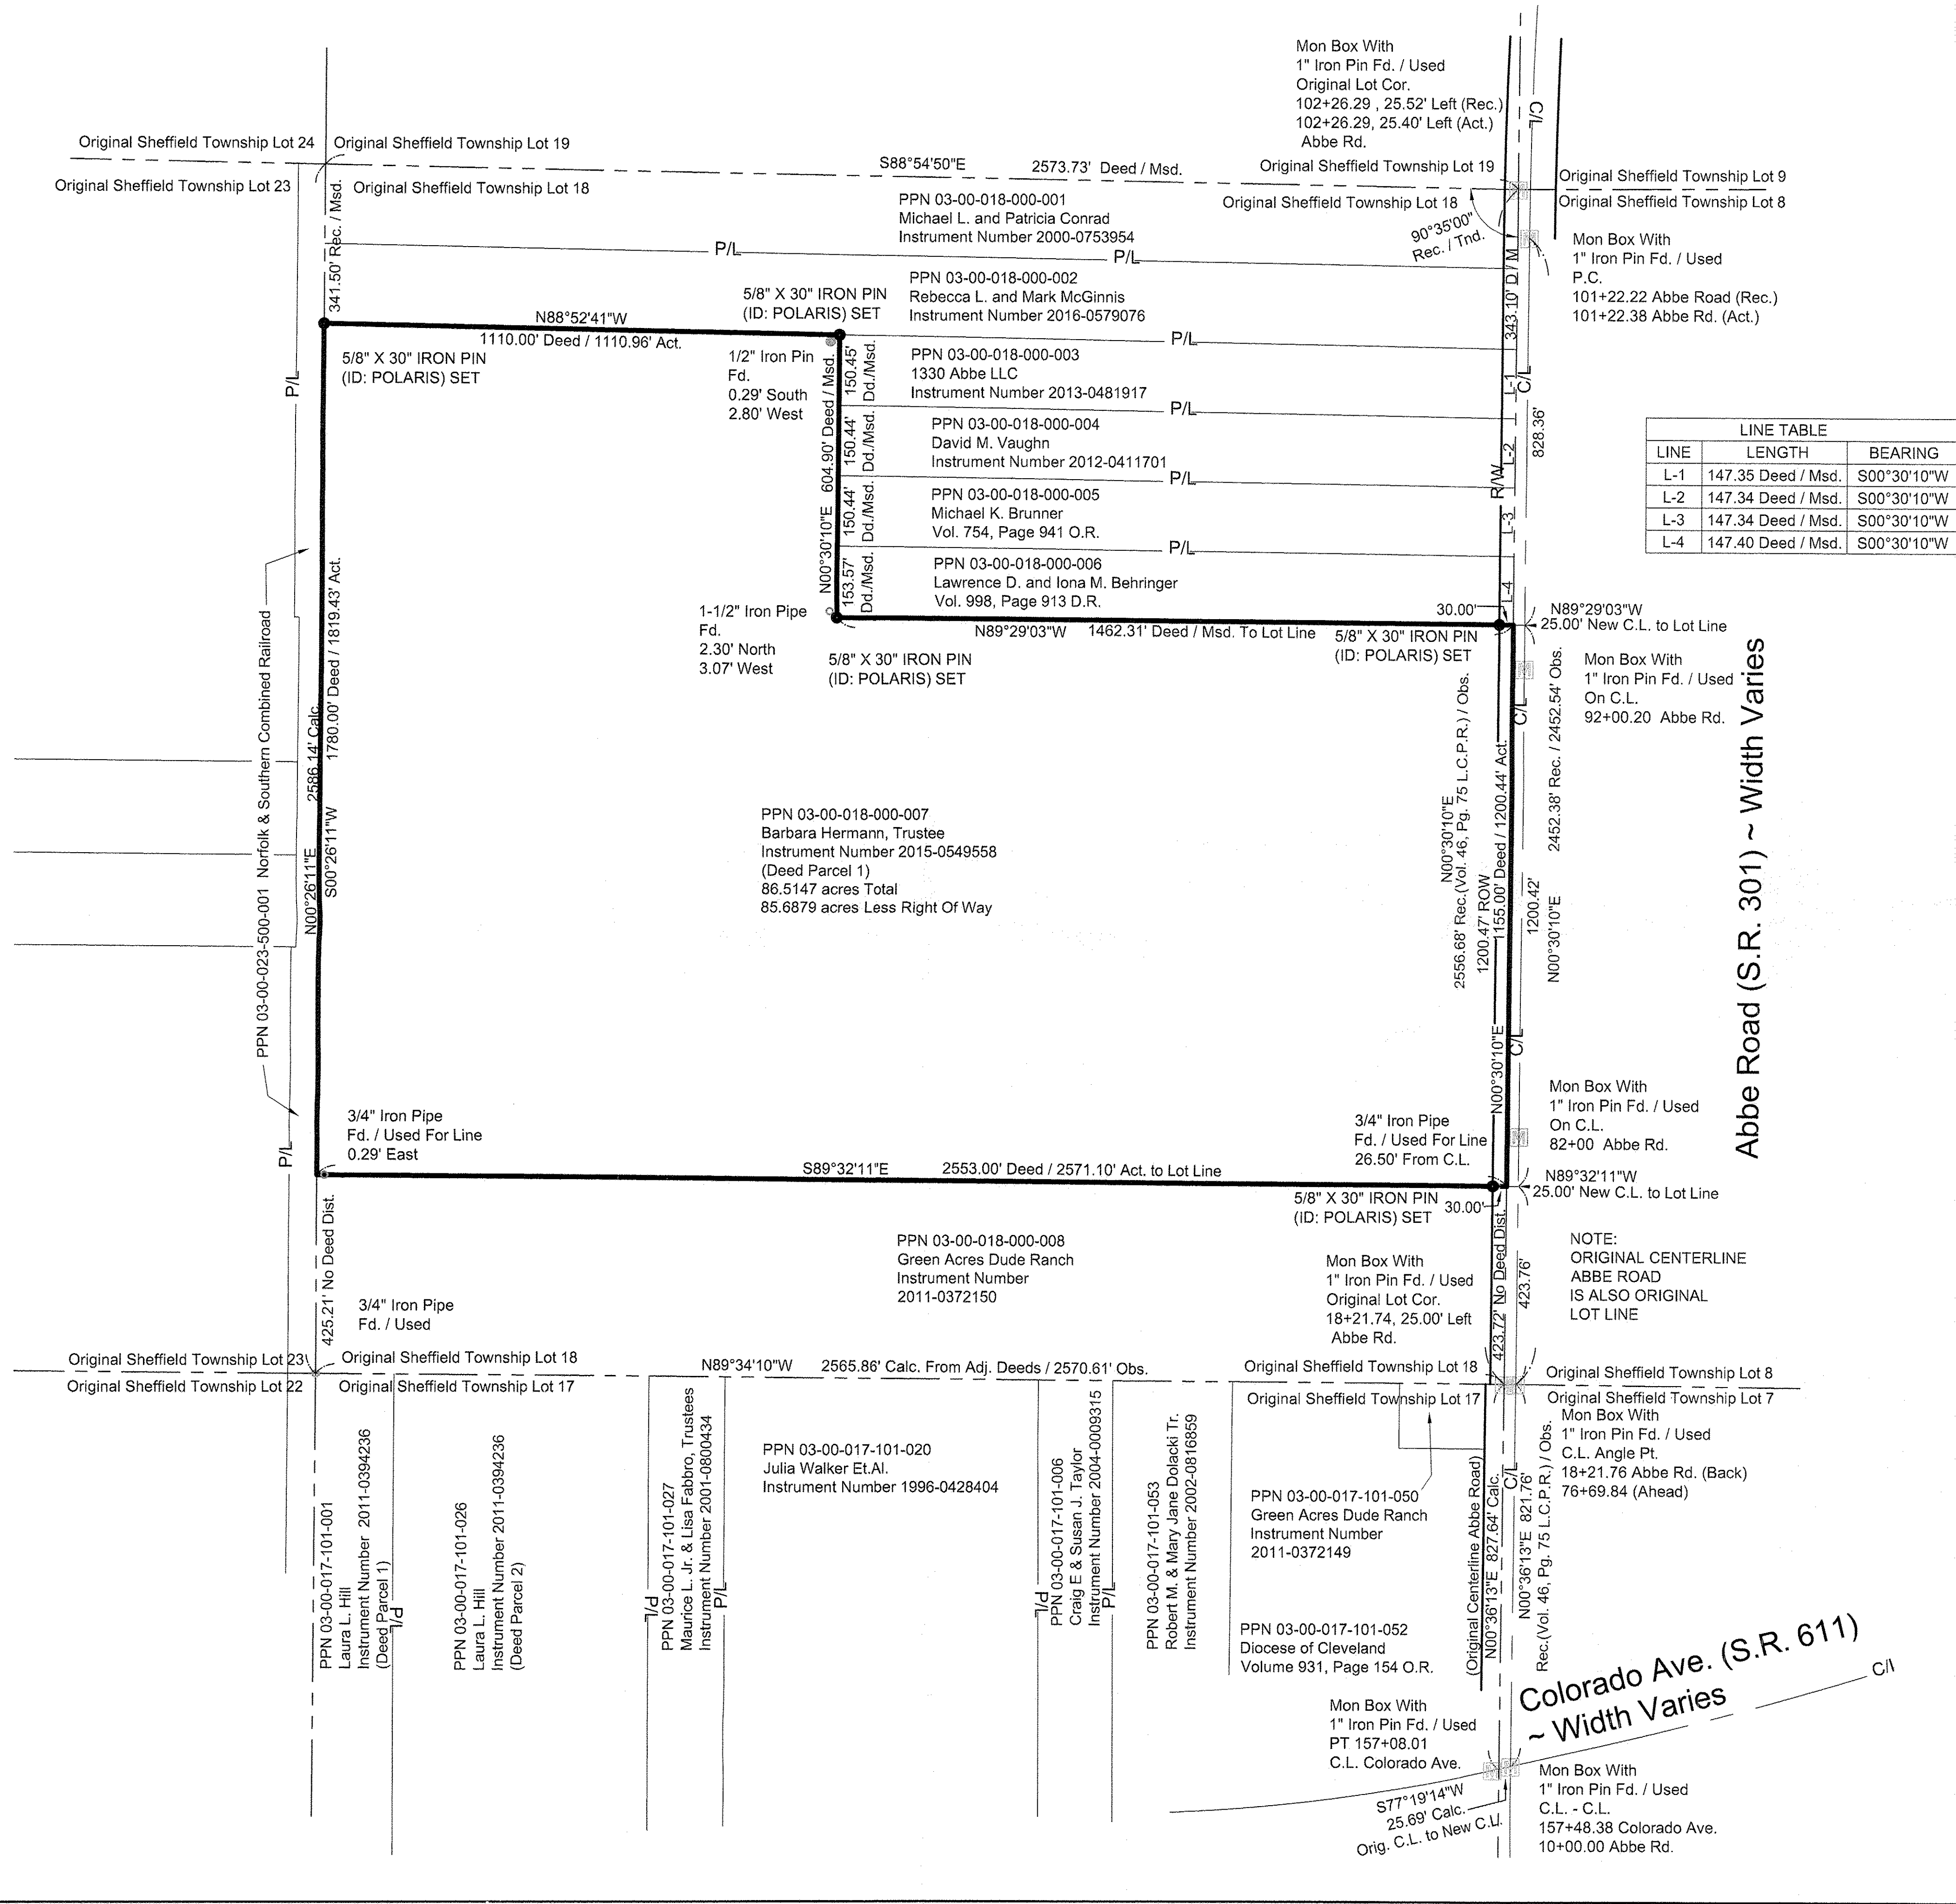 Mon Box With
1" Iron Pin Fd. / Used
Original Lot Cor.
102+26.29 , 25.52' Left (Rec.)
102+26.29, 25.40' Left (Act.)
Abbe Rd.
C/L
Original Sheffield Township Lot 24
Original Sheffield Township Lot 19
S88°54'50"E 2573.73' Deed / Msd.
Original Sheffield Township Lot 19
Original Sheffield Township Lot 9
Original Sheffield Township Lot 23
Original Sheffield Township Lot 18
Original Sheffield Township Lot 18
Original Sheffield Township Lot 8
PPN 03-00-018-000-001
Michael L. and Patricia Conrad
Instrument Number 2000-0753954
90°35'00"
Rec. / Tnd.
Mon Box With
1" Iron Pin Fd. / Used
P.C.
101+22.22 Abbe Road (Rec.)
101+22.38 Abbe Rd. (Act.)
341.50' Rec. / Msd.
P/L
P/L
343.10' D / M
PPN 03-00-018-000-002
Rebecca L. and Mark McGinnis
Instrument Number 2016-0579076
5/8" X 30" IRON PIN
(ID: POLARIS) SET
N88°52'41"W
1110.00' Deed / 1110.96' Act.
5/8" X 30" IRON PIN
(ID: POLARIS) SET
P/L
1/2" Iron Pin
Fd.
0.29' South
2.80' West
N00°30'10"E 604.90' Deed / Msd.
150.45'
Dd./Msd.
P/L
PPN 03-00-018-000-003
1330 Abbe LLC
Instrument Number 2013-0481917
L-1
C/L
P/L
150.44'
Dd./Msd.
PPN 03-00-018-000-004
David M. Vaughn
Instrument Number 2012-0411701
L-2
828.36'
P/L
R/W
150.44'
Dd./Msd.
PPN 03-00-018-000-005
Michael K. Brunner
Vol. 754, Page 941 O.R.
L-3
P/L
153.57'
Dd./Msd.
PPN 03-00-018-000-006
Lawrence D. and Iona M. Behringer
Vol. 998, Page 913 D.R.
L-4
LINE TABLE
LINE LENGTH BEARING
L-1 147.35 Deed / Msd. S00°30'10"W
L-2 147.34 Deed / Msd. S00°30'10"W
L-3 147.34 Deed / Msd. S00°30'10"W
L-4 147.40 Deed / Msd. S00°30'10"W
1-1/2" Iron Pipe
Fd.
2.30' North
3.07' West
5/8" X 30" IRON PIN
(ID: POLARIS) SET
N89°29'03"W 1462.31' Deed / Msd. To Lot Line
30.00'
5/8" X 30" IRON PIN
(ID: POLARIS) SET
N89°29'03"W
25.00' New C.L. to Lot Line
Mon Box With
1" Iron Pin Fd. / Used
On C.L.
92+00.20 Abbe Rd.
C/L
Abbe Road (S.R. 301) ~ Width Varies
PPN 03-00-023-500-001 Norfolk & Southern Combined Railroad
N00°26'11"E 2586.14' Calc.
S00°26'11"W 1780.00' Deed / 1819.43' Act.
PPN 03-00-018-000-007
Barbara Hermann, Trustee
Instrument Number 2015-0549558
(Deed Parcel 1)
86.5147 acres Total
85.6879 acres Less Right Of Way
N00°30'10"E
2556.68' Rec.(Vol. 46, Pg. 75 L.C.P.R.) / Obs.
1200.47' ROW
N00°30'10"E 1155.00' Deed / 1200.44' Act.
1200.42'
N00°30'10"E 2452.38' Rec. / 2452.54' Obs.
C/L
P/L
3/4" Iron Pipe
Fd. / Used For Line
0.29' East
3/4" Iron Pipe
Fd. / Used For Line
26.50' From C.L.
Mon Box With
1" Iron Pin Fd. / Used
On C.L.
82+00 Abbe Rd.
S89°32'11"E 2553.00' Deed / 2571.10' Act. to Lot Line
N89°32'11"W
25.00' New C.L. to Lot Line
5/8" X 30" IRON PIN
(ID: POLARIS) SET
30.00'
425.21' No Deed Dist.
3/4" Iron Pipe
Fd. / Used
PPN 03-00-018-000-008
Green Acres Dude Ranch
Instrument Number
2011-0372150
Mon Box With
1" Iron Pin Fd. / Used
Original Lot Cor.
18+21.74, 25.00' Left
Abbe Rd.
423.72' No Deed Dist.
423.76'
NOTE:
ORIGINAL CENTERLINE
ABBE ROAD
IS ALSO ORIGINAL
LOT LINE
Original Sheffield Township Lot 23
Original Sheffield Township Lot 18
N89°34'10"W 2565.86' Calc. From Adj. Deeds / 2570.61' Obs.
Original Sheffield Township Lot 18
Original Sheffield Township Lot 8
Original Sheffield Township Lot 22
Original Sheffield Township Lot 17
Original Sheffield Township Lot 17
Original Sheffield Township Lot 7
Mon Box With
1" Iron Pin Fd. / Used
C.L. Angle Pt.
18+21.76 Abbe Rd. (Back)
76+69.84 (Ahead)
PPN 03-00-017-101-001
Laura L. Hill
Instrument Number 2011-0394236
(Deed Parcel 1)
P/L
PPN 03-00-017-101-026
Laura L. Hill
Instrument Number 2011-0394236
(Deed Parcel 2)
P/L
PPN 03-00-017-101-027
Maurice L. Jr. & Lisa Fabbro, Trustees
Instrument Number 2001-0800434
P/L
PPN 03-00-017-101-020
Julia Walker Et.Al.
Instrument Number 1996-0428404
P/L
PPN 03-00-017-101-006
Craig E & Susan J. Taylor
Instrument Number 2004-0009315
P/L
PPN 03-00-017-101-053
Robert M. & Mary Jane Dolacki Tr.
Instrument Number 2002-0816859
PPN 03-00-017-101-050
Green Acres Dude Ranch
Instrument Number
2011-0372149
PPN 03-00-017-101-052
Diocese of Cleveland
Volume 931, Page 154 O.R.
(Original Centerline Abbe Road)
N00°36'13"E 827.64' Calc.
C/L
N00°36'13"E 821.76'
Rec.(Vol. 46, Pg. 75 L.C.P.R.) / Obs.
Colorado Ave. (S.R. 611)
~ Width Varies
C/l
Mon Box With
1" Iron Pin Fd. / Used
PT 157+08.01
C.L. Colorado Ave.
S77°19'14"W
25.69' Calc.
Orig. C.L. to New C.L.
Mon Box With
1" Iron Pin Fd. / Used
C.L. - C.L.
157+48.38 Colorado Ave.
10+00.00 Abbe Rd.